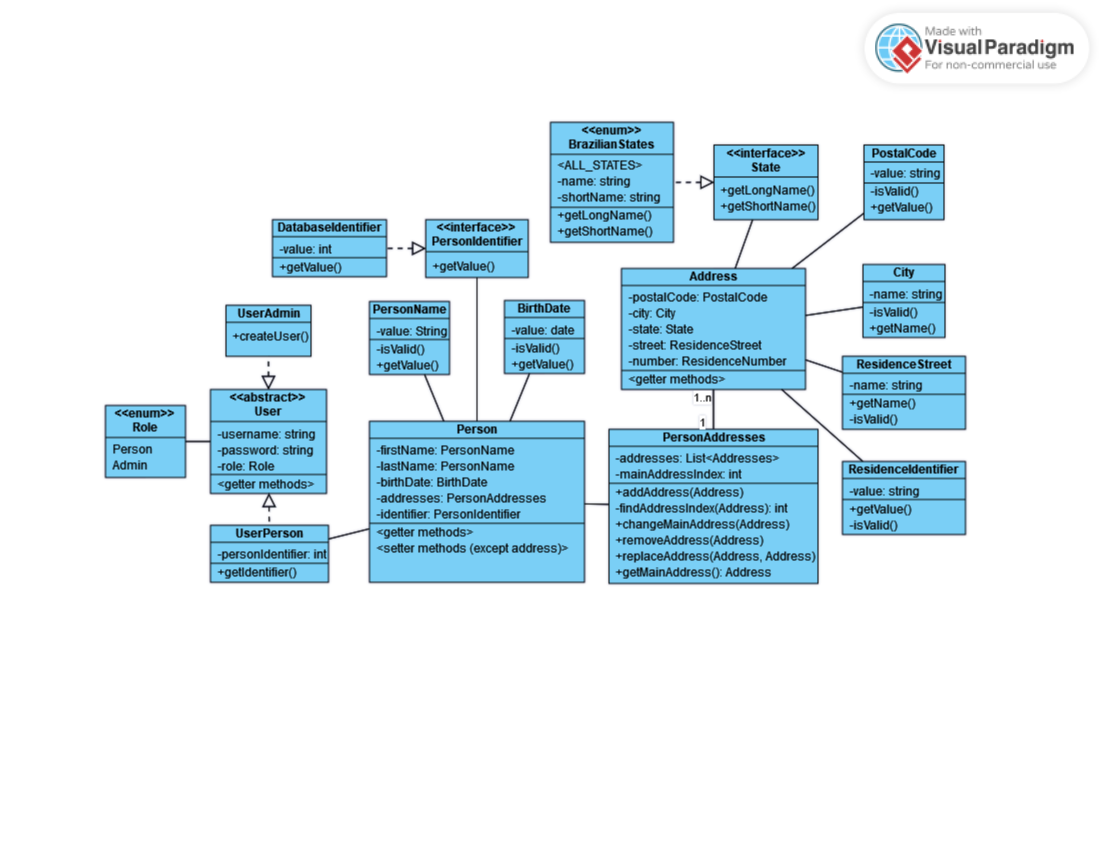 Made with
Visual Paradigm
For non-commercial use
<<enum>>
BrazilianStates
<ALL_STATES>
-name: string
-shortName: string
+getLongName()
+getShortName()
<<interface>>
State
+getLongName()
+getShortName()
PostalCode
-value: string
-isValid()
+getValue()
DatabaseIdentifier
-value: int
+getValue()
<<interface>>
PersonIdentifier
+getValue()
Address
-postalCode: PostalCode
-city: City
-state: State
-street: ResidenceStreet
-number: ResidenceNumber
<getter methods>
City
-name: string
-isValid()
+getName()
UserAdmin
+createUser()
PersonName
-value: String
-isValid()
+getValue()
BirthDate
-value: date
-isValid()
+getValue()
ResidenceStreet
-name: string
+getName()
-isValid()
<<enum>>
Role
Person
Admin
<<abstract>>
User
-username: string
-password: string
-role: Role
<getter methods>
Person
-firstName: PersonName
-lastName: PersonName
-birthDate: BirthDate
-addresses: PersonAddresses
-identifier: PersonIdentifier
<getter methods>
<setter methods (except address)>
1..n
1
PersonAddresses
-addresses: List<Addresses>
-mainAddressIndex: int
+addAddress(Address)
-findAddressIndex(Address): int
+changeMainAddress(Address)
+removeAddress(Address)
+replaceAddress(Address, Address)
+getMainAddress(): Address
ResidenceIdentifier
-value: string
+getValue()
-isValid()
UserPerson
-personIdentifier: int
+getIdentifier()